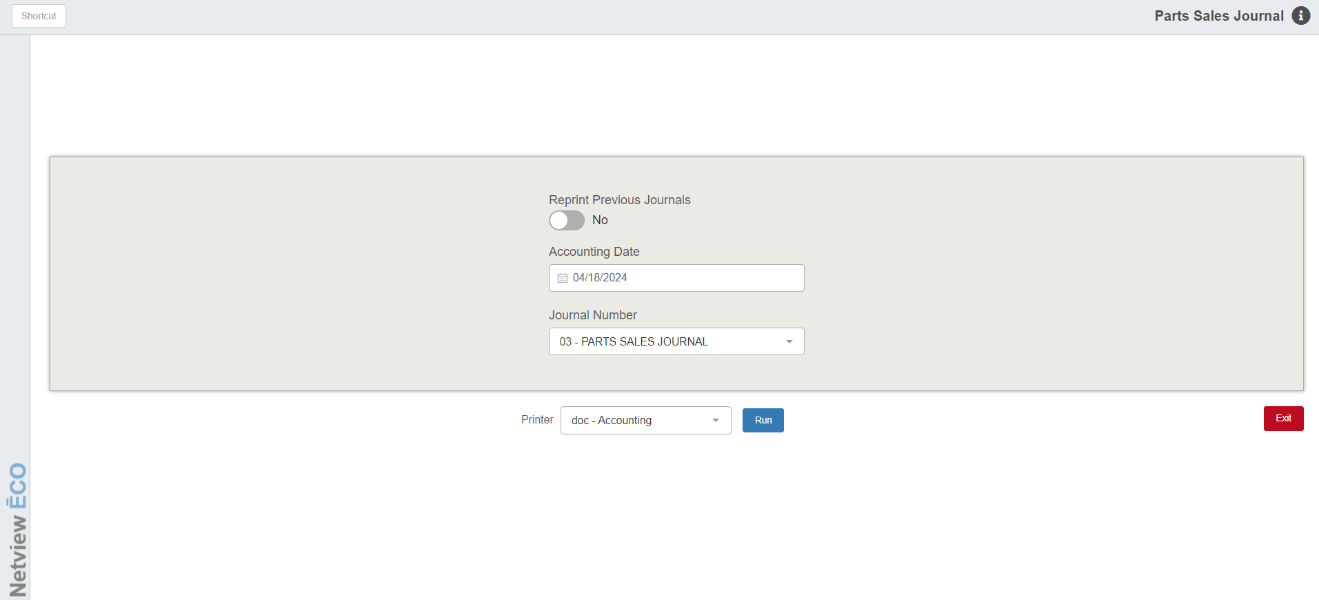 Shortcut
Parts Sales Journal
Reprint Previous Journals
No
Accounting Date
04/18/2024
Journal Number
03 - PARTS SALES JOURNAL
Printer
doc - Accounting
Run
Exit
Netview ĒCO